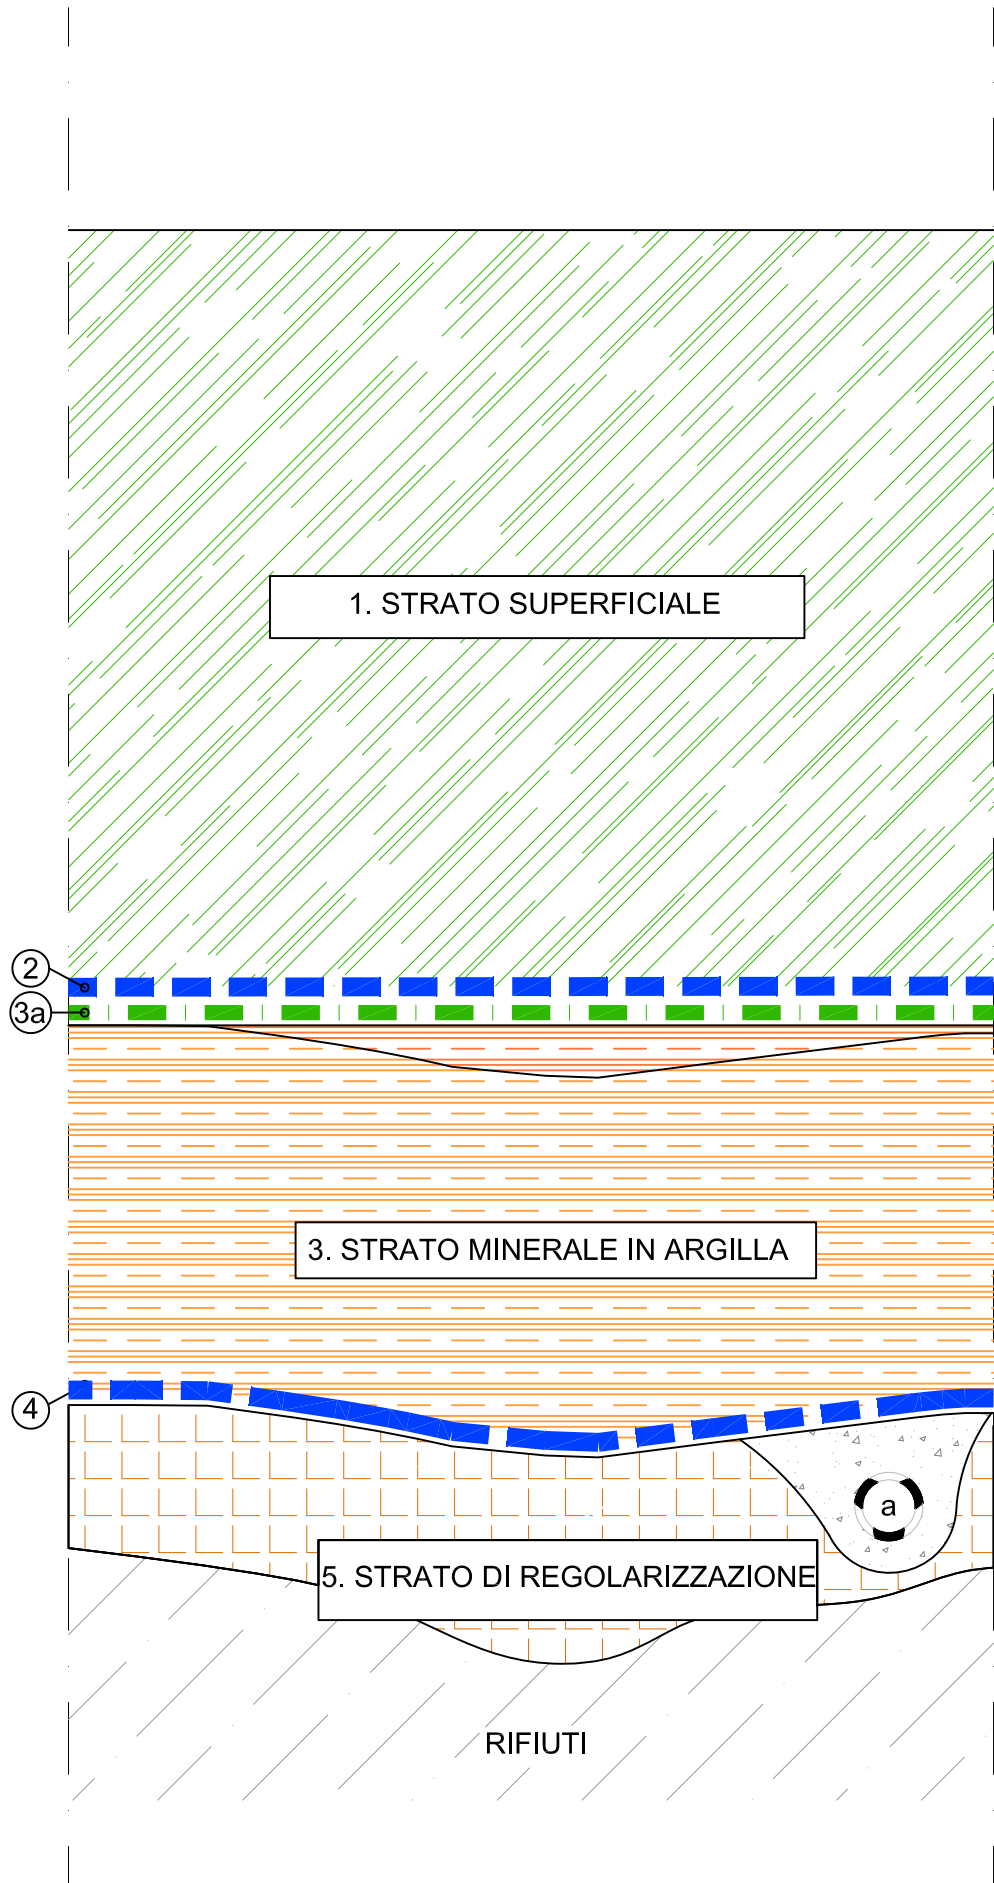 1. STRATO SUPERFICIALE
2
3a
3. STRATO MINERALE IN ARGILLA
4
a
5. STRATO DI REGOLARIZZAZIONE
RIFIUTI